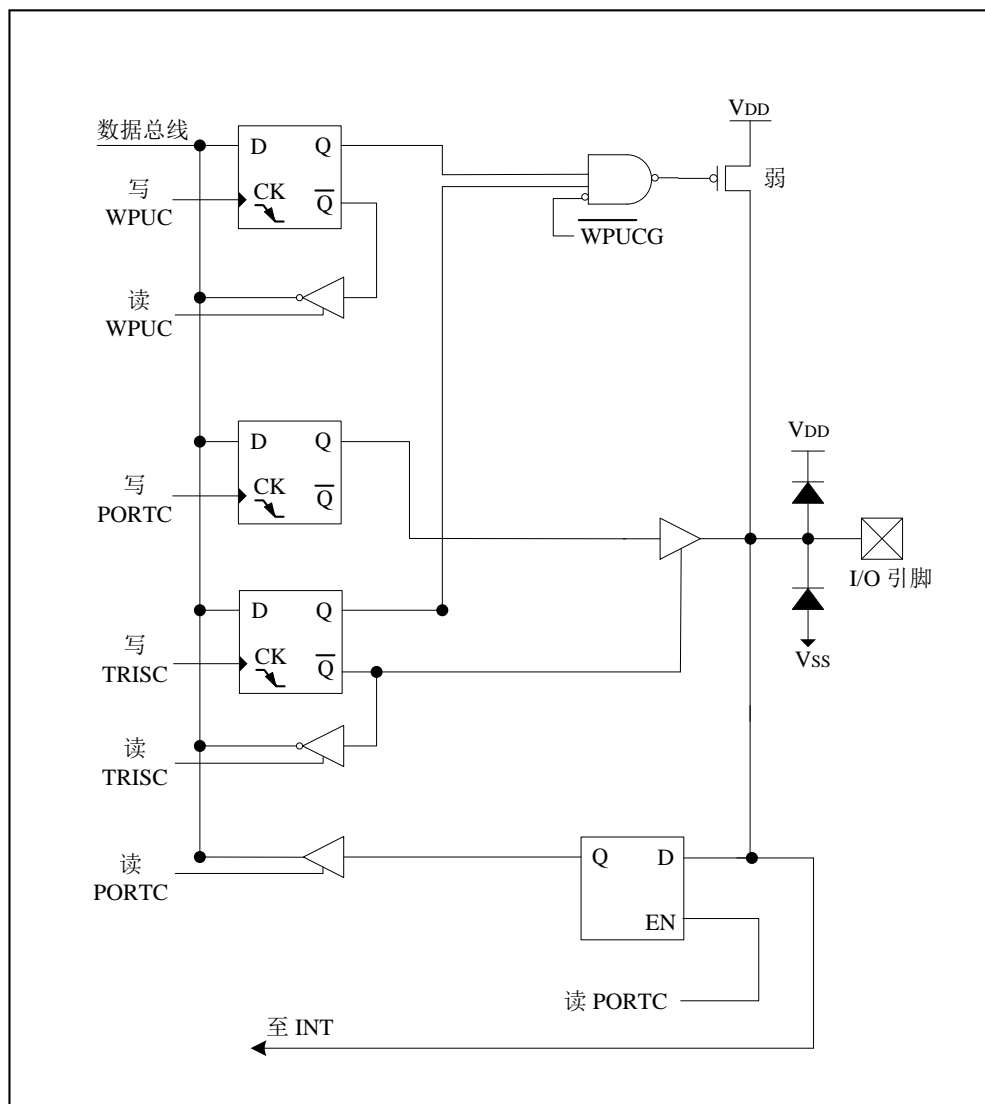 数据总线
D Q
写
WPUC
CK
Q̅
读
WPUC
W̅P̅U̅C̅G̅
VDD
弱
D Q
写
PORTC
CK
Q̅
VDD
I/O 引脚
VSS
D Q
写
TRISC
CK
Q̅
读
TRISC
读
PORTC
Q D
EN
读 PORTC
至 INT